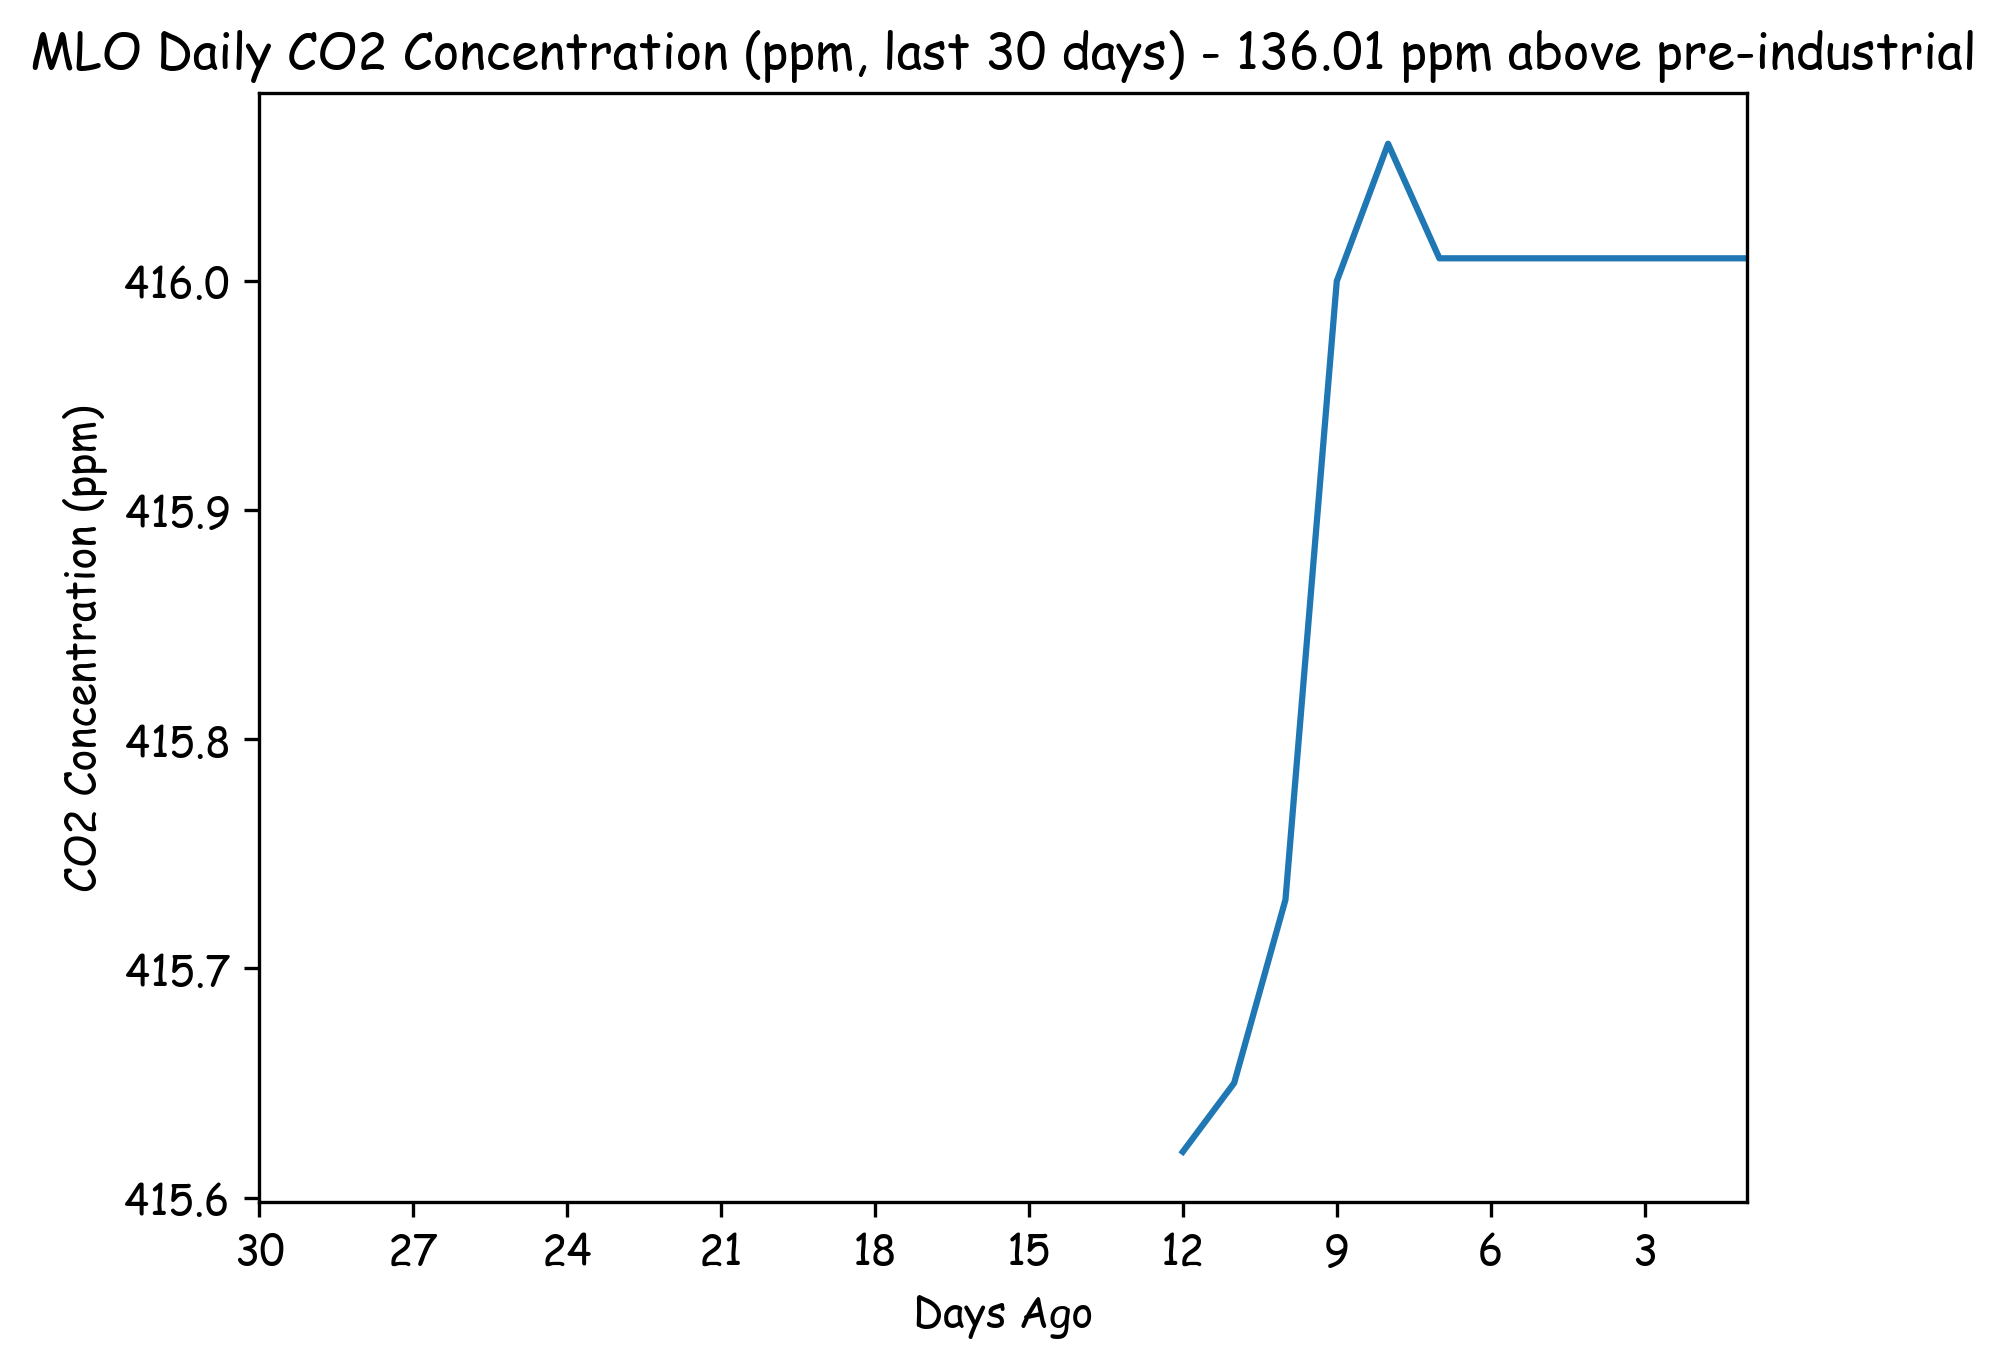 MLO Daily CO2 Concentration (ppm, last 30 days) - 136.01 ppm above pre-industrial
CO2 Concentration (ppm)
416.0
415.9
415.8
415.7
415.6
30 27 24 21 18 15 12 9 6 3
Days Ago